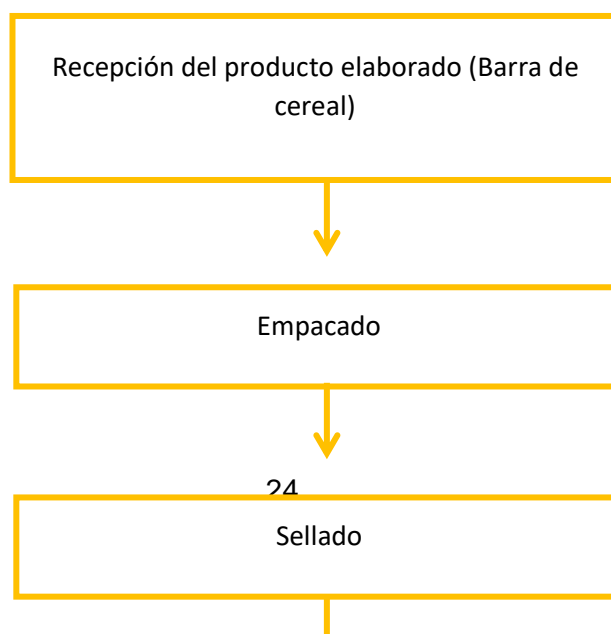 Recepción del producto elaborado (Barra de
cereal)
Empacado
24
Sellado